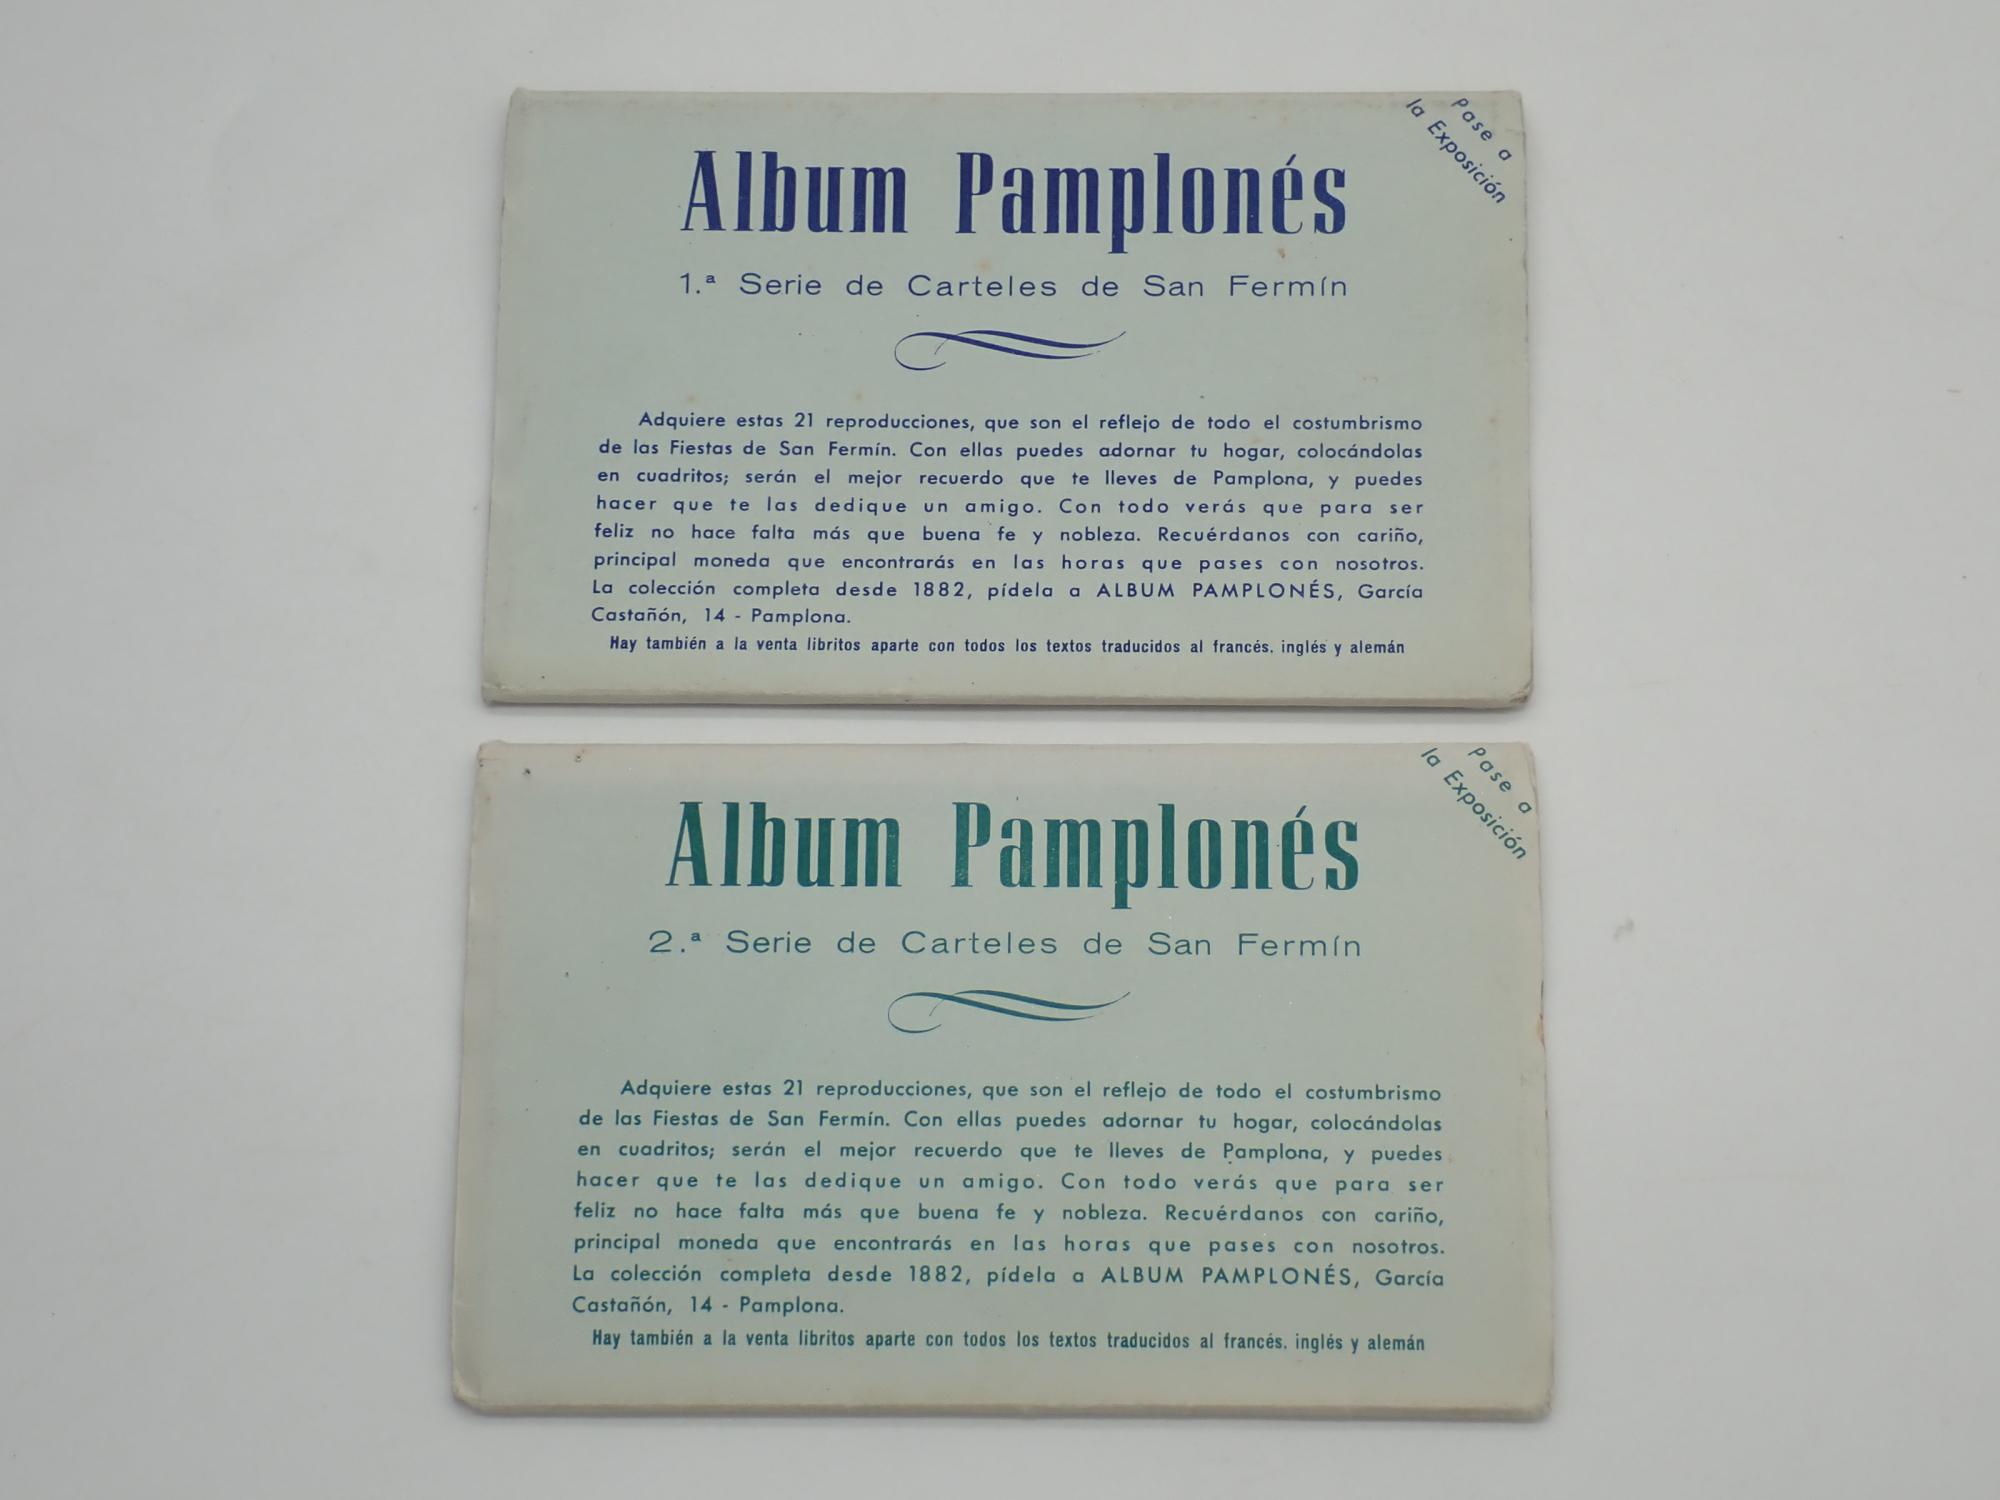 Pase a
la Exposición
Album Pamplonés
1.ª Serie de Carteles de San Fermín
Adquiere estas 21 reproducciones, que son el reflejo de todo el costumbrismo
de las Fiestas de San Fermín. Con ellas puedes adornar tu hogar, colocándolas
en cuadritos; serán el mejor recuerdo que te lleves de Pamplona, y puedes
hacer que te las dedique un amigo. Con todo verás que para ser
feliz no hace falta más que buena fe y nobleza. Recuérdanos con cariño,
principal moneda que encontrarás en las horas que pases con nosotros.
La colección completa desde 1882, pídela a ALBUM PAMPLONÉS, García
Castañón, 14 - Pamplona.
Hay también a la venta libritos aparte con todos los textos traducidos al francés. inglés y alemán
Pase a
la Exposición
Album Pamplonés
2.ª Serie de Carteles de San Fermín
Adquiere estas 21 reproducciones, que son el reflejo de todo el costumbrismo
de las Fiestas de San Fermín. Con ellas puedes adornar tu hogar, colocándolas
en cuadritos; serán el mejor recuerdo que te lleves de Pamplona, y puedes
hacer que te las dedique un amigo. Con todo verás que para ser
feliz no hace falta más que buena fe y nobleza. Recuérdanos con cariño,
principal moneda que encontrarás en las horas que pases con nosotros.
La colección completa desde 1882, pídela a ALBUM PAMPLONÉS, García
Castañón, 14 - Pamplona.
Hay también a la venta libritos aparte con todos los textos traducidos al francés. inglés y alemán